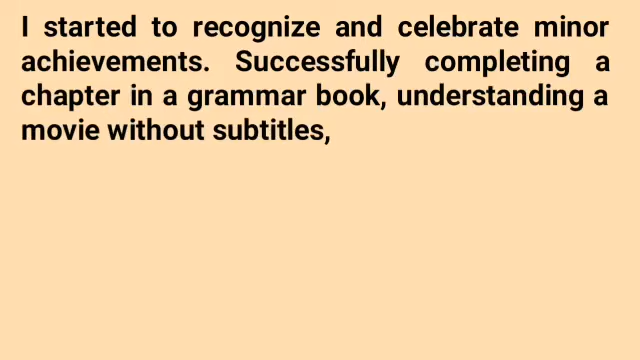 I started to recognize and celebrate minor
achievements. Successfully completing a
chapter in a grammar book, understanding a
movie without subtitles,